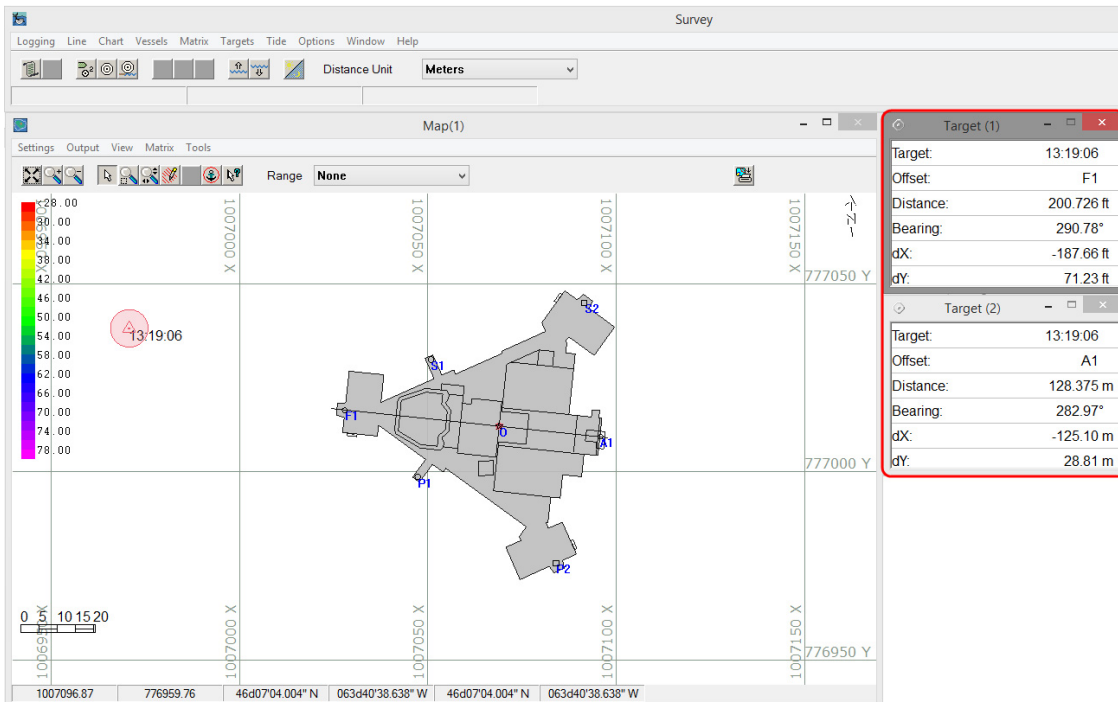 Survey
Logging Line Chart Vessels Matrix Targets Tide Options Window Help
Distance Unit Meters
Map(1)
Settings Output View Matrix Tools
Range None
28.00
30.00
34.00
38.00
42.00
46.00
50.00
54.00
58.00
62.00
66.00
70.00
74.00
78.00
1007000 X
1007050 X
1007100 X
1007150 X
N
777050 Y
13:19:06
S2
S1
F1
O
A1
777000 Y
P1
P2
0 5 10 15 20
1006950 X
1007000 X
1007050 X
1007100 X
1007150 X
776950 Y
1007096.87 776959.76 46d07'04.004" N 063d40'38.638" W 46d07'04.004" N 063d40'38.638" W
Target (1)
Target: 13:19:06
Offset: F1
Distance: 200.726 ft
Bearing: 290.78°
dX: -187.66 ft
dY: 71.23 ft
Target (2)
Target: 13:19:06
Offset: A1
Distance: 128.375 m
Bearing: 282.97°
dX: -125.10 m
dY: 28.81 m